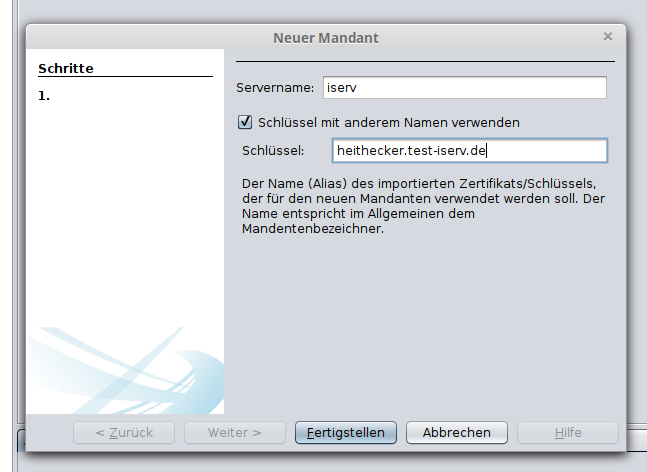 Neuer Mandant
Schritte
1.
Servername: iserv
Schlüssel mit anderem Namen verwenden
Schlüssel: heithecker.test-iserv.de
Der Name (Alias) des importierten Zertifikats/Schlüssels,
der für den neuen Mandanten verwendet werden soll. Der
Name entspricht im Allgemeinen dem
Mandentenbezeichner.
< Zurück Weiter > Fertigstellen Abbrechen Hilfe